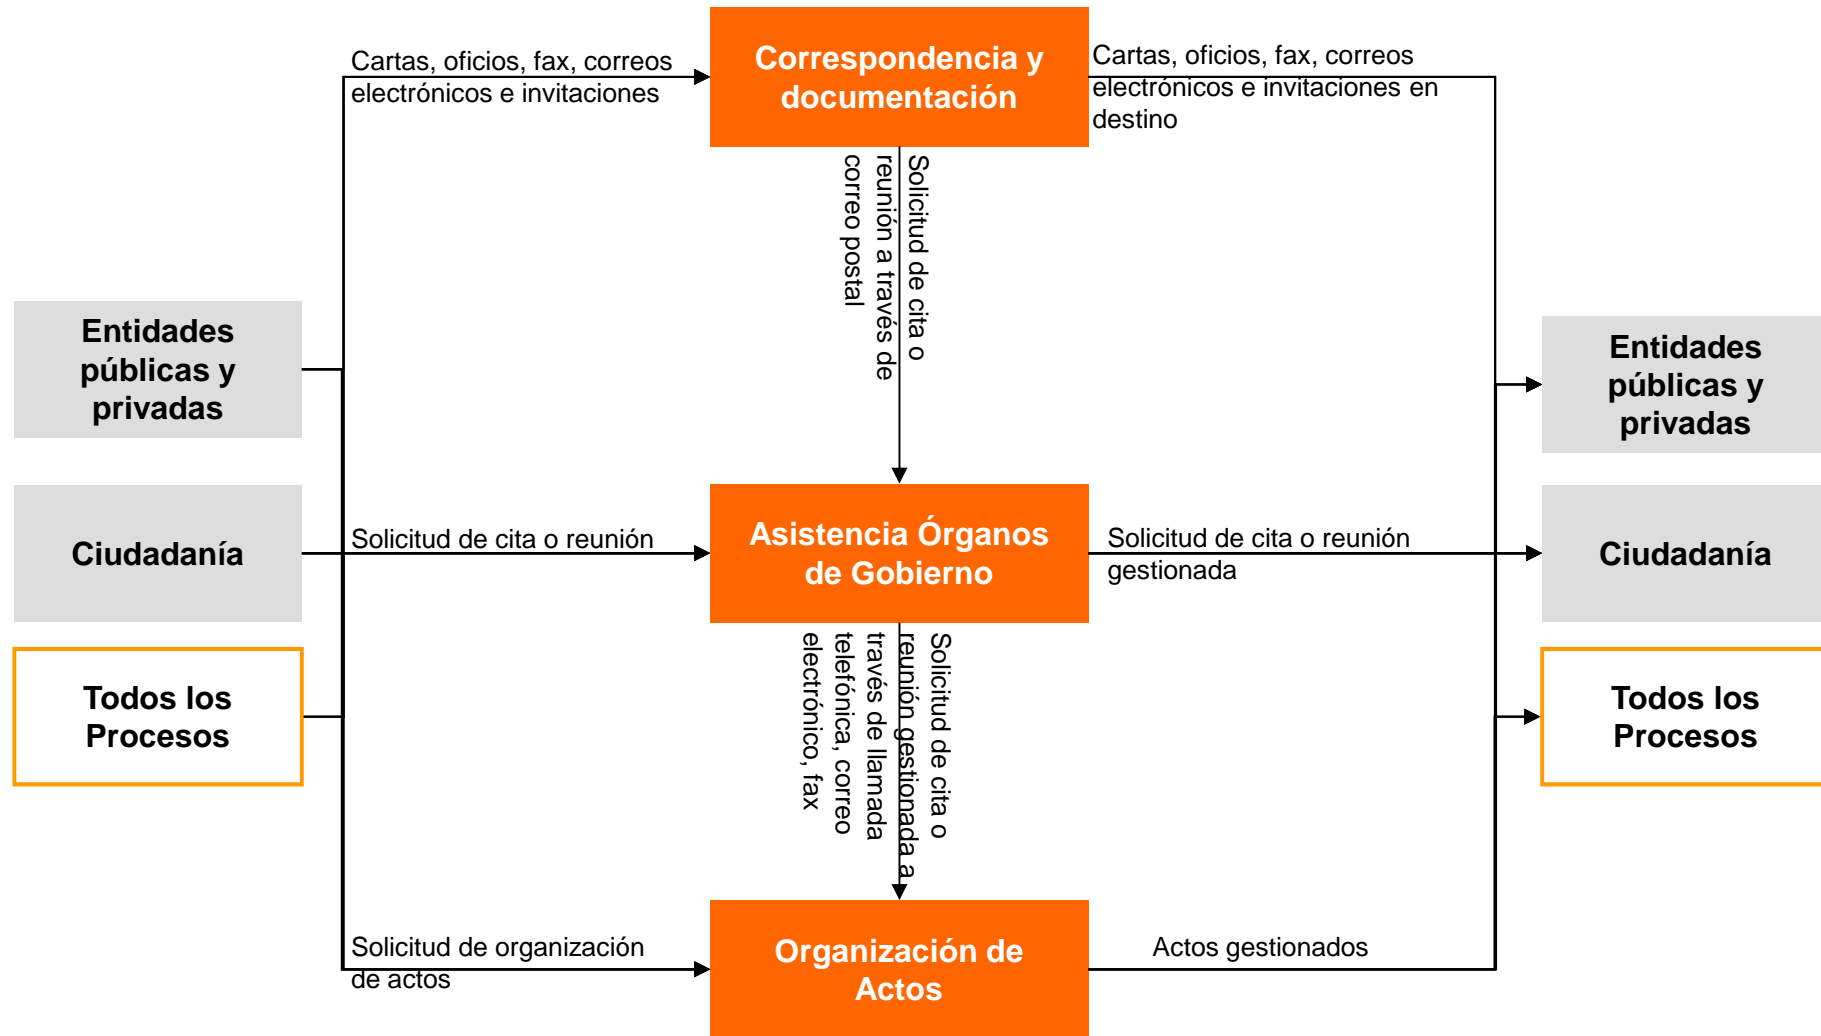 Cartas, oficios, fax, correos
electrónicos e invitaciones
Correspondencia y
documentación
Cartas, oficios, fax, correos
electrónicos e invitaciones en
destino
Solicitud de cita o
reunión a través de
correo postal
Entidades
públicas y
privadas
Entidades
públicas y
privadas
Ciudadanía
Solicitud de cita o reunión
Asistencia Órganos
de Gobierno
Solicitud de cita o reunión
gestionada
Ciudadanía
Solicitud de cita o
reunión gestionada a
través de llamada
telefónica, correo
electrónico, fax
Todos los
Procesos
Todos los
Procesos
Solicitud de organización
de actos
Organización de
Actos
Actos gestionados